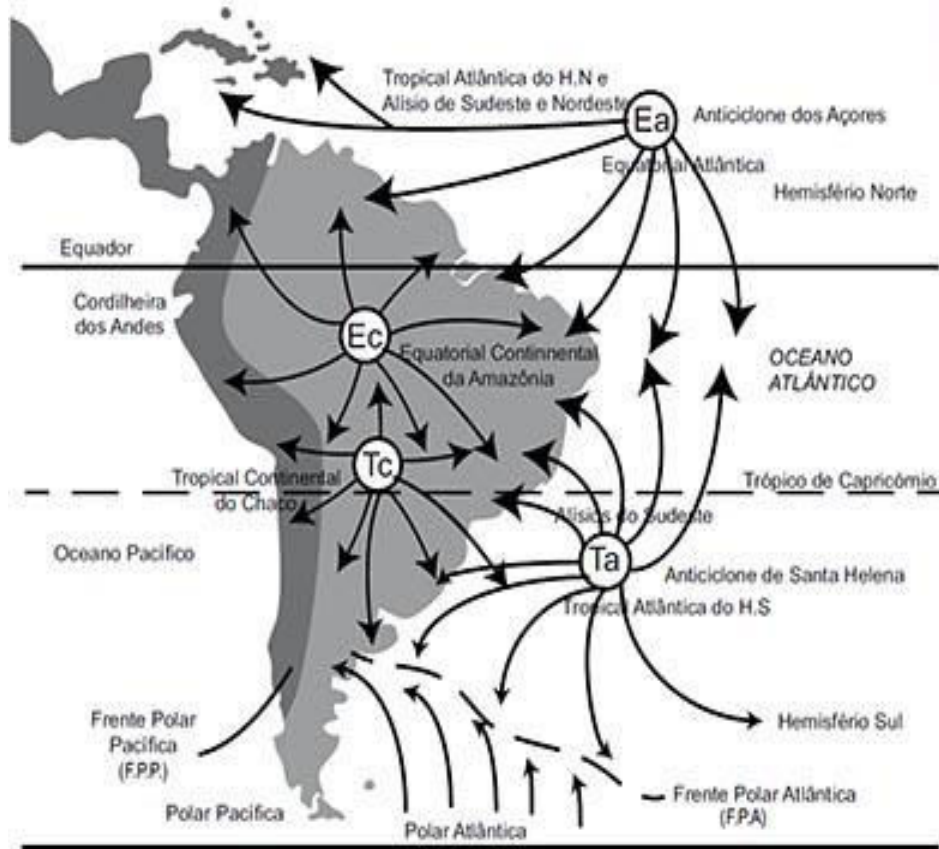 Tropical Atlântica do H.N e
Alísio de Sudeste e Nordeste
Ea
Anticiclone dos Açores
Equatorial Atlântica
Hemisfério Norte
Equador
Cordilheira
dos Andes
Ec
Equatorial Continnental
da Amazônia
OCEANO
ATLÂNTICO
Tc
Tropical Continental
do Chaco
Trópico de Capricórnio
Alísios do Sudeste
Oceano Pacífico
Ta
Anticiclone de Santa Helena
Tropical Atlântica do H.S
Frente Polar
Pacífica
(F.P.P.)
Hemisfério Sul
Polar Pacífica
Polar Atlântica
Frente Polar Atlântica
(F.P.A)